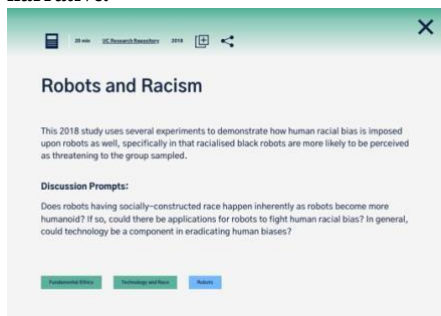 narrative.
20 min UC Research Repository 2018
Robots and Racism
This 2018 study uses several experiments to demonstrate how human racial bias is imposed
upon robots as well, specifically in that racialised black robots are more likely to be perceived
as threatening to the group sampled.
Discussion Prompts:
Does robots having socially-constructed race happen inherently as robots become more
humanoid? If so, could there be applications for robots to fight human racial bias? In general,
could technology be a component in eradicating human biases?
Fundamental Ethics Technology and Race Robots